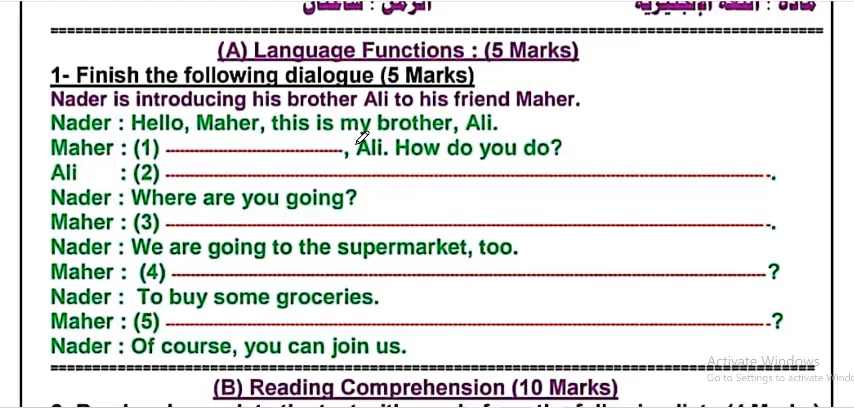 ============================================================
(A) Language Functions : (5 Marks)
1- Finish the following dialogue (5 Marks)
Nader is introducing his brother Ali to his friend Maher.
Nader : Hello, Maher, this is my brother, Ali.
Maher : (1) --------------------------------, Ali. How do you do?
Ali : (2) ------------------------------------------------------------.
Nader : Where are you going?
Maher : (3) ------------------------------------------------------------.
Nader : We are going to the supermarket, too.
Maher : (4) ------------------------------------------------------------?
Nader : To buy some groceries.
Maher : (5) ------------------------------------------------------------?
Nader : Of course, you can join us.
Activate Windows
Go to Settings to activate Windo
============================================================
(B) Reading Comprehension (10 Marks)